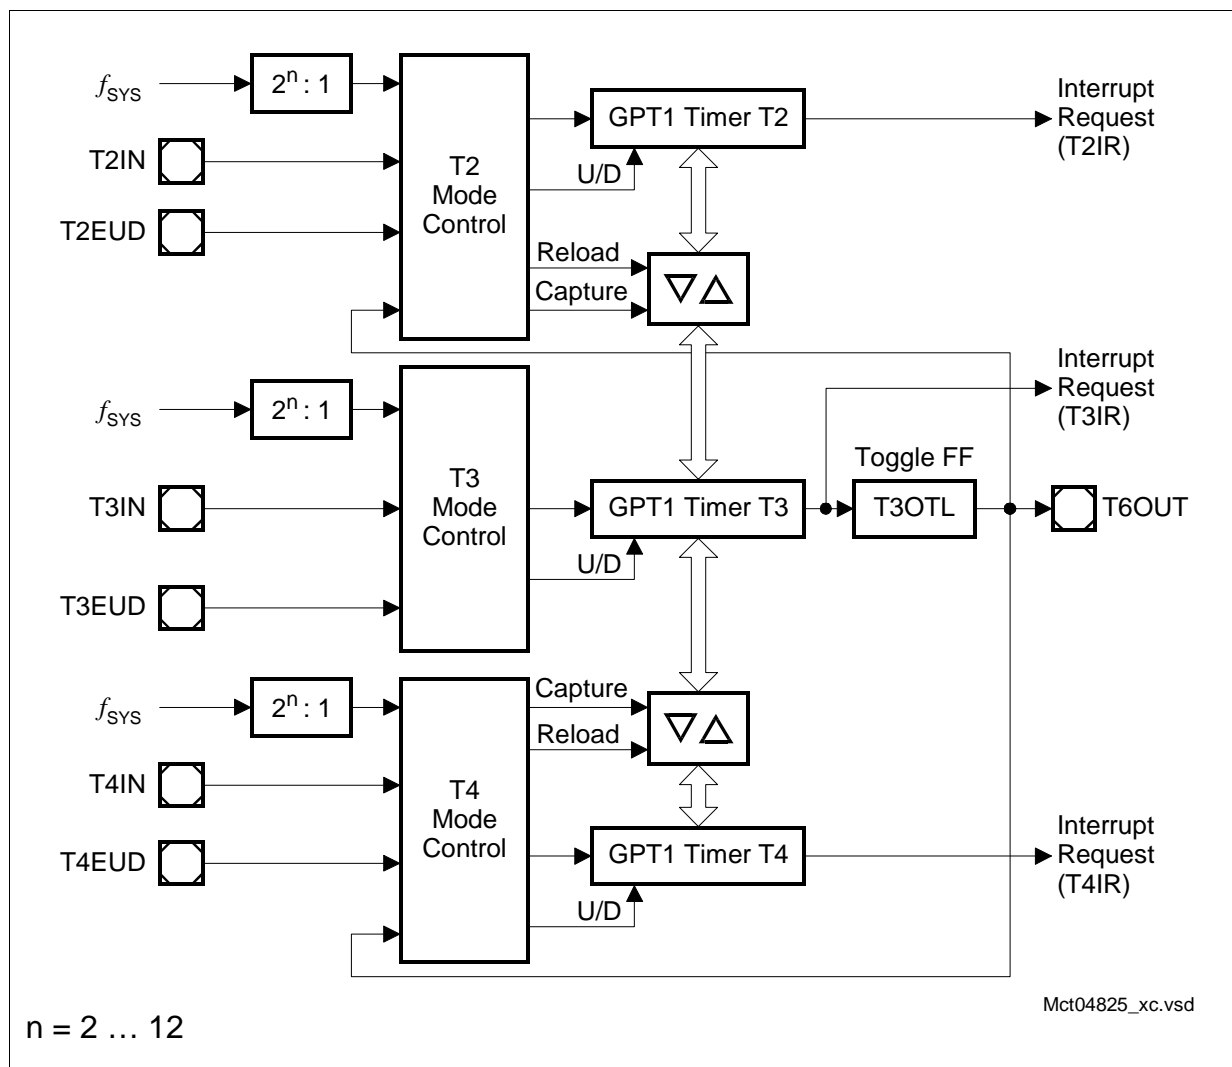 fSYS
2n : 1
T2IN
T2EUD
T2
Mode
Control
GPT1 Timer T2
U/D
Reload
Capture
Interrupt
Request
(T2IR)
fSYS
2n : 1
T3IN
T3EUD
T3
Mode
Control
GPT1 Timer T3
U/D
Toggle FF
T3OTL
Interrupt
Request
(T3IR)
T6OUT
fSYS
2n : 1
T4IN
T4EUD
T4
Mode
Control
Capture
Reload
GPT1 Timer T4
U/D
Interrupt
Request
(T4IR)
Mct04825_xc.vsd
n = 2 … 12